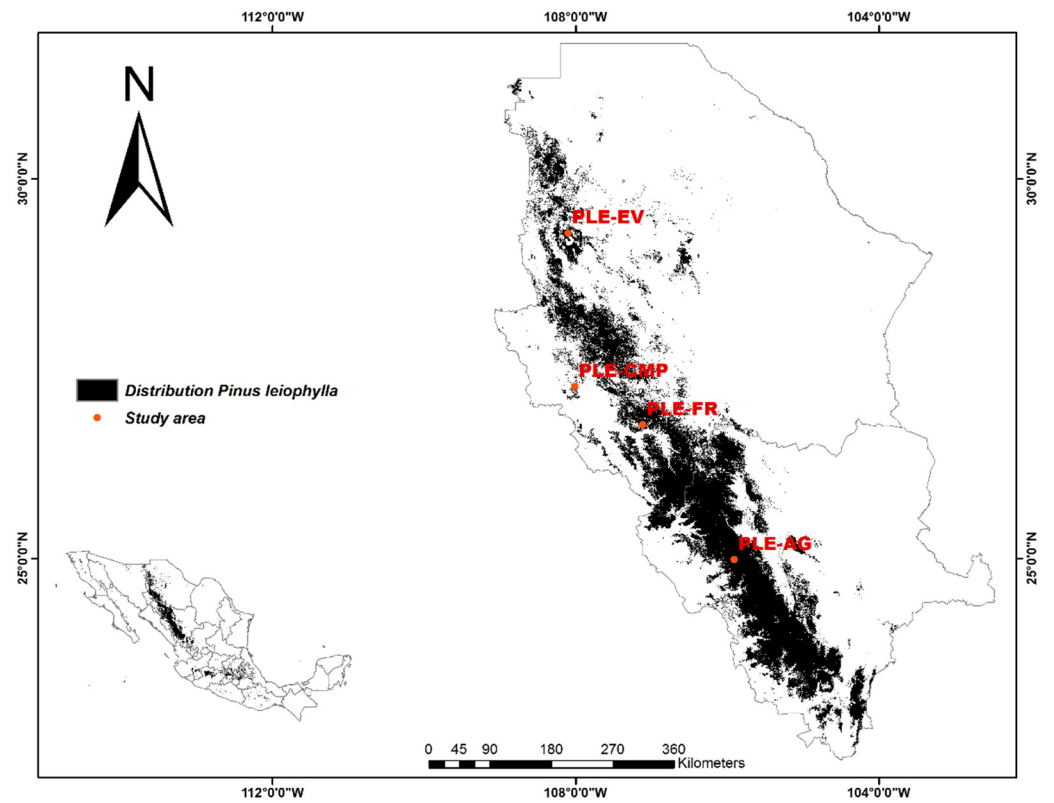 112°0'0"W 108°0'0"W 104°0'0"W
N
30°0'0"N 30°0'0"N
PLE-EV
PLE-CMP
Distribution Pinus leiophylla
PLE-FR
Study area
PLE-AG
25°0'0"N 25°0'0"N
0 45 90 180 270 360
Kilometers
112°0'0"W 108°0'0"W 104°0'0"W